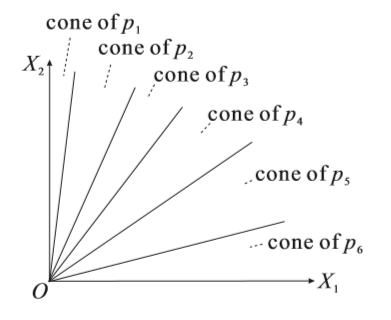 cone of p₁
cone of p₂
X₂
cone of p₃
cone of p₄
cone of p₅
cone of p₆
O
X₁